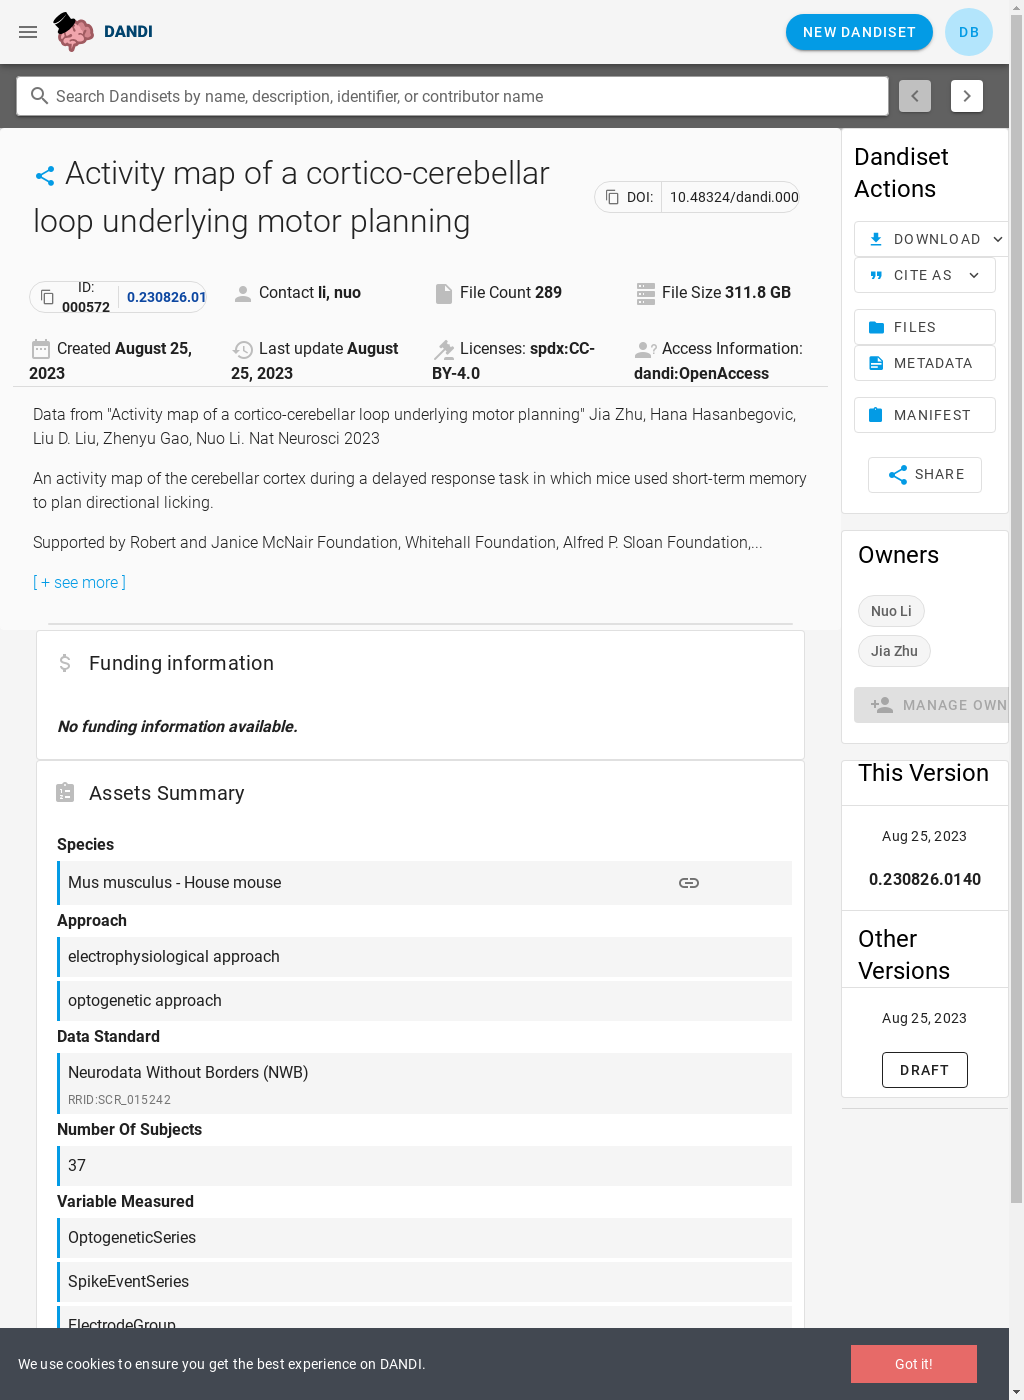 DANDI
NEW DANDISET
DB
Search Dandisets by name, description, identifier, or contributor name
Activity map of a cortico-cerebellar
loop underlying motor planning
DOI: 10.48324/dandi.000
ID:
000572
0.230826.01
Contact li, nuo
File Count 289
File Size 311.8 GB
Created August 25,
2023
Last update August
25, 2023
Licenses: spdx:CC-
BY-4.0
Access Information:
dandi:OpenAccess
Data from "Activity map of a cortico-cerebellar loop underlying motor planning" Jia Zhu, Hana Hasanbegovic,
Liu D. Liu, Zhenyu Gao, Nuo Li. Nat Neurosci 2023
An activity map of the cerebellar cortex during a delayed response task in which mice used short-term memory
to plan directional licking.
Supported by Robert and Janice McNair Foundation, Whitehall Foundation, Alfred P. Sloan Foundation,...
[ + see more ]
Funding information
No funding information available.
Assets Summary
Species
Mus musculus - House mouse
Approach
electrophysiological approach
optogenetic approach
Data Standard
Neurodata Without Borders (NWB)
RRID:SCR_015242
Number Of Subjects
37
Variable Measured
OptogeneticSeries
SpikeEventSeries
ElectrodeGroup
Dandiset
Actions
DOWNLOAD
CITE AS
FILES
METADATA
MANIFEST
SHARE
Owners
Nuo Li
Jia Zhu
MANAGE OWN
This Version
Aug 25, 2023
0.230826.0140
Other
Versions
Aug 25, 2023
DRAFT
We use cookies to ensure you get the best experience on DANDI.
Got it!